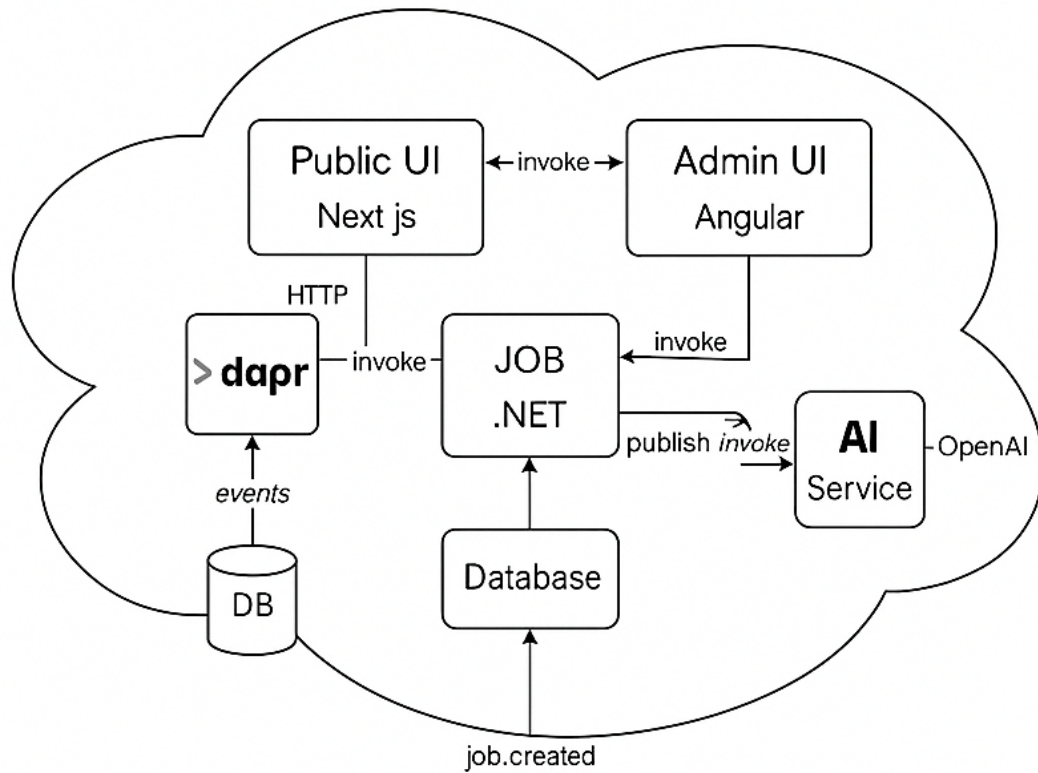 Public UI
Next js
invoke
Admin UI
Angular
HTTP
> dapr
invoke
JOB
.NET
invoke
publish invoke
AI
Service
OpenAI
events
DB
Database
job.created